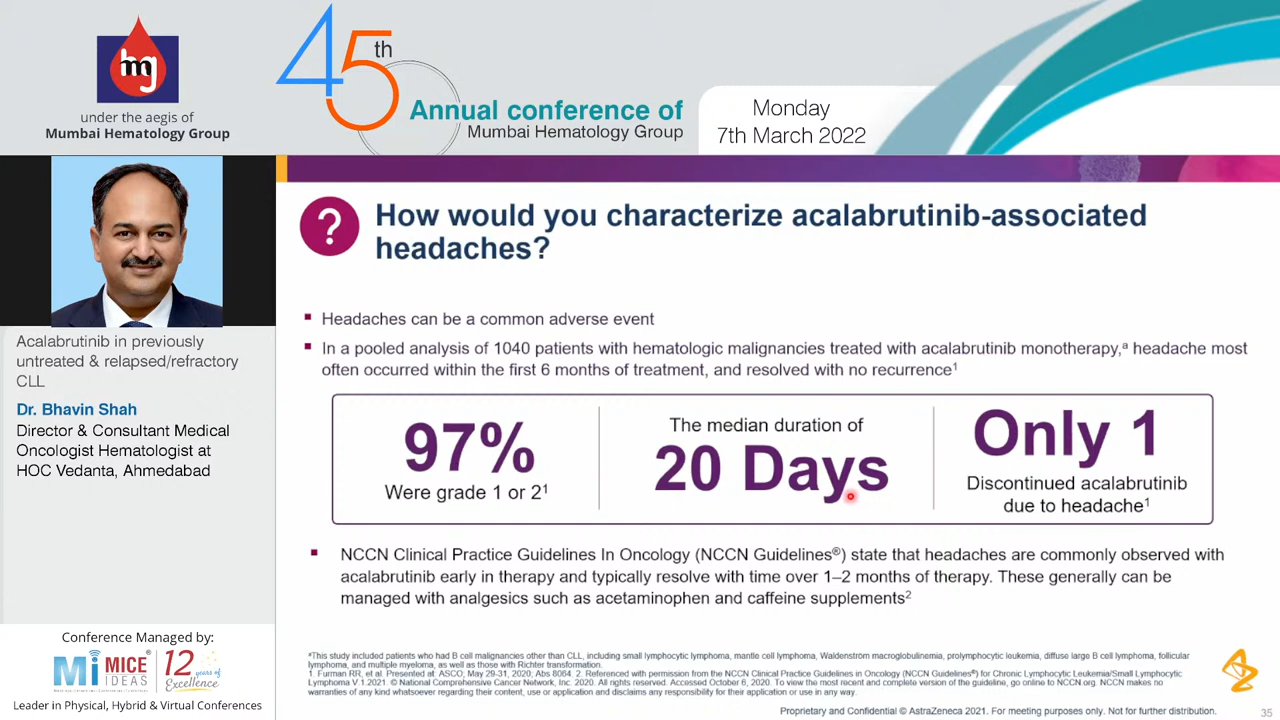 hg
under the aegis of
Mumbai Hematology Group
45th
Annual conference of
Mumbai Hematology Group
Monday
7th March 2022
Acalabrutinib in previously
untreated & relapsed/refractory
CLL
Dr. Bhavin Shah
Director & Consultant Medical
Oncologist Hematologist at
HOC Vedanta, Ahmedabad
Conference Managed by:
Mi MICE IDEAS®
12 years of Excellence
Leader in Physical, Hybrid & Virtual Conferences
? How would you characterize acalabrutinib-associated
headaches?
▪ Headaches can be a common adverse event
▪ In a pooled analysis of 1040 patients with hematologic malignancies treated with acalabrutinib monotherapy,ᵃ headache most
often occurred within the first 6 months of treatment, and resolved with no recurrence¹
97%
Were grade 1 or 2¹
The median duration of
20 Days
Only 1
Discontinued acalabrutinib
due to headache¹
▪ NCCN Clinical Practice Guidelines In Oncology (NCCN Guidelines®) state that headaches are commonly observed with
acalabrutinib early in therapy and typically resolve with time over 1–2 months of therapy. These generally can be
managed with analgesics such as acetaminophen and caffeine supplements²
ᵃThis study included patients who had B cell malignancies other than CLL, including small lymphocytic lymphoma, mantle cell lymphoma, Waldenstrom macroglobulinemia, prolymphocytic leukemia, diffuse large B cell lymphoma, follicular
lymphoma, and multiple myeloma, as well as those with Richter transformation.
1. Furman RR, et al. Presented at: ASCO, May 29-31, 2020; Abs 8064. 2. Referenced with permission from the NCCN Clinical Practice Guidelines in Oncology (NCCN Guidelines®) for Chronic Lymphocytic Leukemia/Small Lymphocytic
Lymphoma V.1.2021 © National Comprehensive Cancer Network, Inc. 2020. All rights reserved. Accessed October 6, 2020. To view the most recent and complete version of the guideline, go online to NCCN.org. NCCN makes no
warranties of any kind whatsoever regarding their content, use or application and disclaims any responsibility for their application or use in any way.
Proprietary and Confidential © AstraZeneca 2021. For meeting purposes only. Not for further distribution.
35